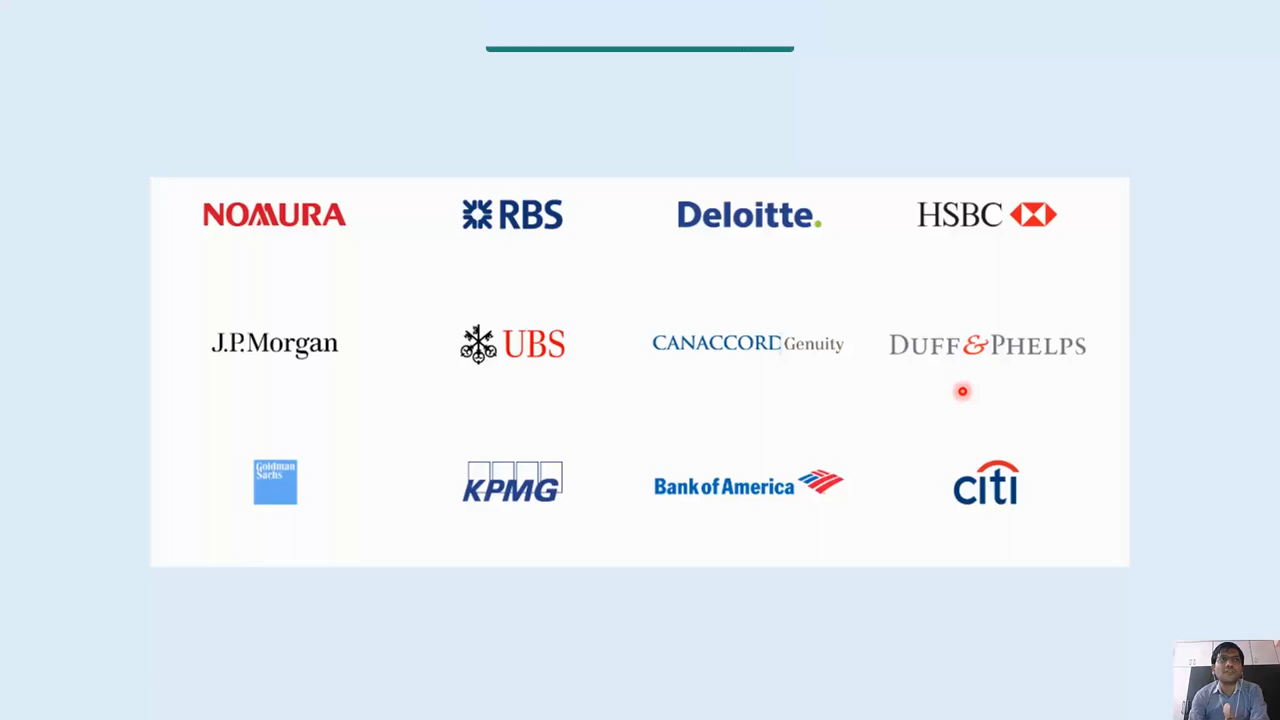 NOMURA
RBS
Deloitte.
HSBC
J.P.Morgan
UBS
CANACCORD Genuity
DUFF&PHELPS
Goldman
Sachs
KPMG
Bank of America
citi